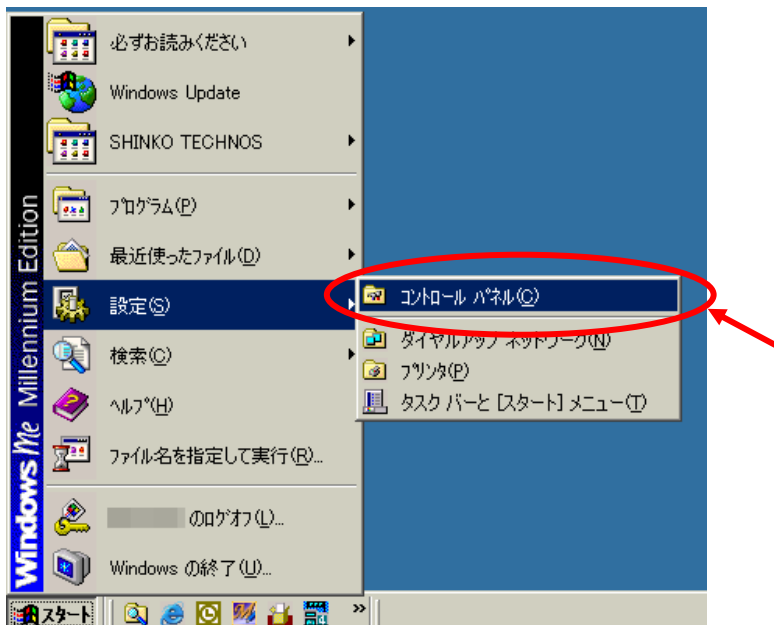 必ずお読みください
Windows Update
SHINKO TECHNOS
ﾌﾟﾛｸﾞﾗﾑ(P)
最近使ったﾌｧｲﾙ(D)
設定(S)
検索(C)
ﾍﾙﾌﾟ(H)
ﾌｧｲﾙ名を指定して実行(R)...
のﾛｸﾞｵﾌ(L)...
Windows の終了(U)...
Windows Me Millennium Edition
ｺﾝﾄﾛｰﾙ ﾊﾟﾈﾙ(C)
ダイヤルアップ ネットワーク(N)
ﾌﾟﾘﾝﾀ(P)
タスク バーと [スタート] メニュー(T)
スタート
»